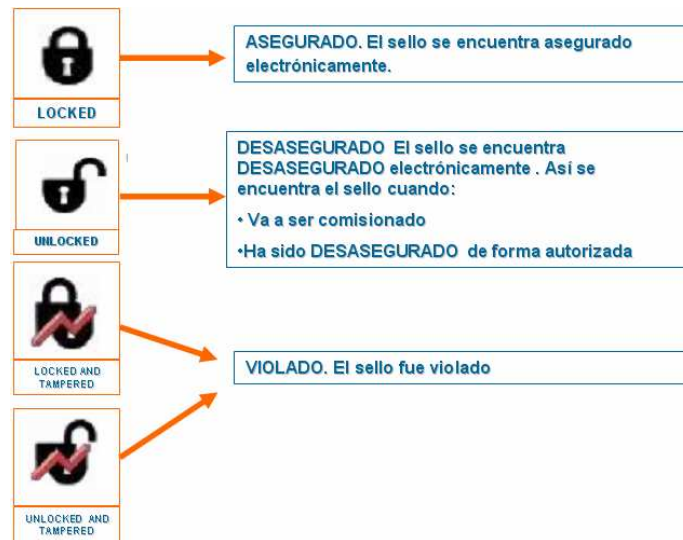 LOCKED
ASEGURADO. El sello se encuentra asegurado
electrónicamente.
UNLOCKED
DESASEGURADO El sello se encuentra
DESASEGURADO electrónicamente . Así se
encuentra el sello cuando:
• Va a ser comisionado
•Ha sido DESASEGURADO de forma autorizada
LOCKED AND
TAMPERED
VIOLADO. El sello fue violado
UNLOCKED AND
TAMPERED